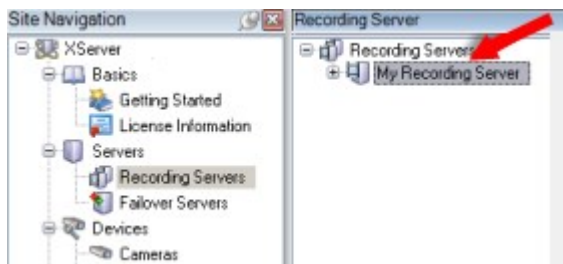 Site Navigation
XServer
Basics
Getting Started
License Information
Servers
Recording Servers
Failover Servers
Devices
Cameras
Recording Server
Recording Servers
My Recording Server